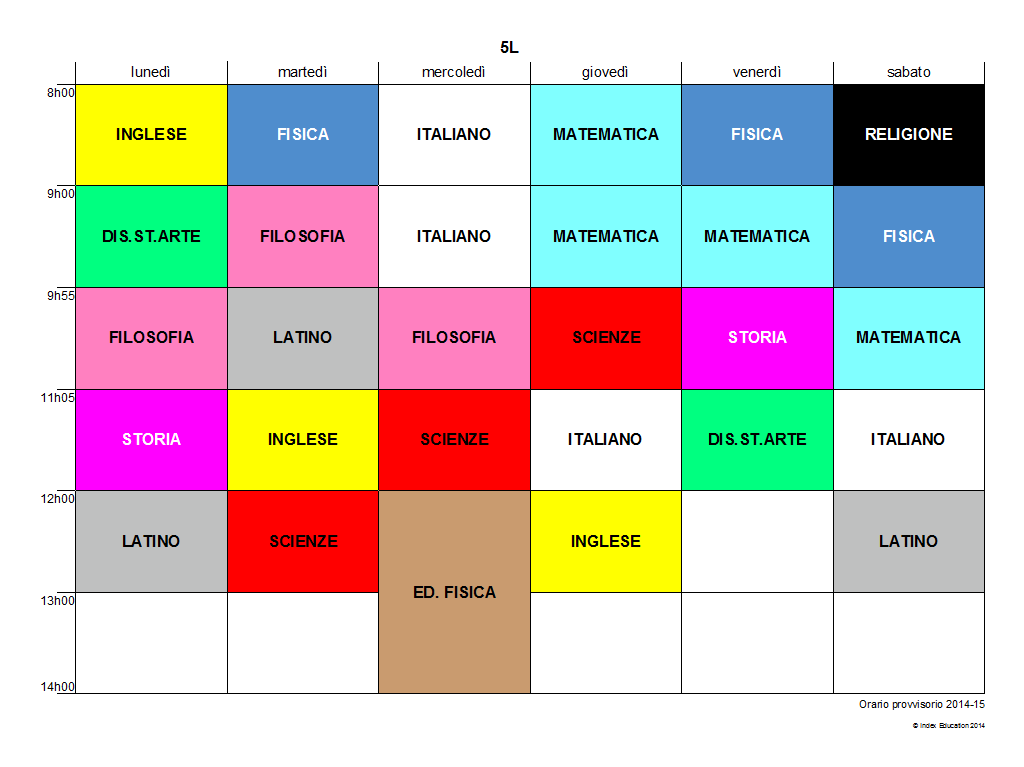 5L
lunedì martedì mercoledì giovedì venerdì sabato
8h00
INGLESE FISICA ITALIANO MATEMATICA FISICA RELIGIONE
9h00
DIS.ST.ARTE FILOSOFIA ITALIANO MATEMATICA MATEMATICA FISICA
9h55
FILOSOFIA LATINO FILOSOFIA SCIENZE STORIA MATEMATICA
11h05
STORIA INGLESE SCIENZE ITALIANO DIS.ST.ARTE ITALIANO
12h00
LATINO SCIENZE INGLESE LATINO
ED. FISICA
13h00
14h00
Orario provvisorio 2014-15
© Index Education 2014